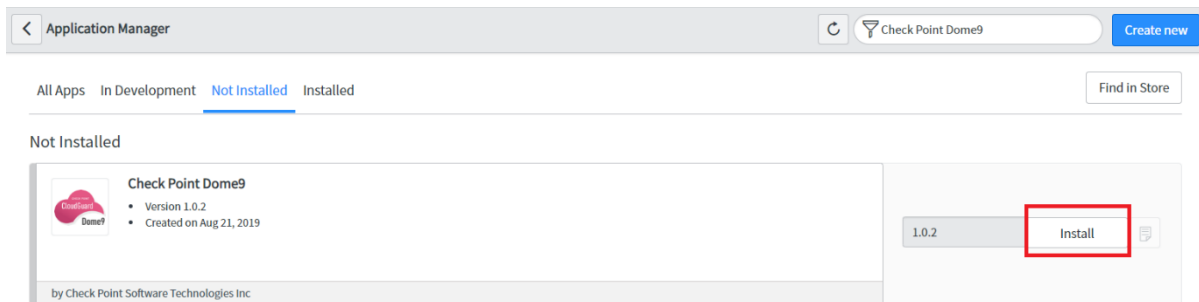 Application Manager
Check Point Dome9
Create new
All Apps In Development Not Installed Installed
Find in Store
Not Installed
Check Point Dome9
Version 1.0.2
Created on Aug 21, 2019
CloudGuard
Dome9
1.0.2
Install
by Check Point Software Technologies Inc